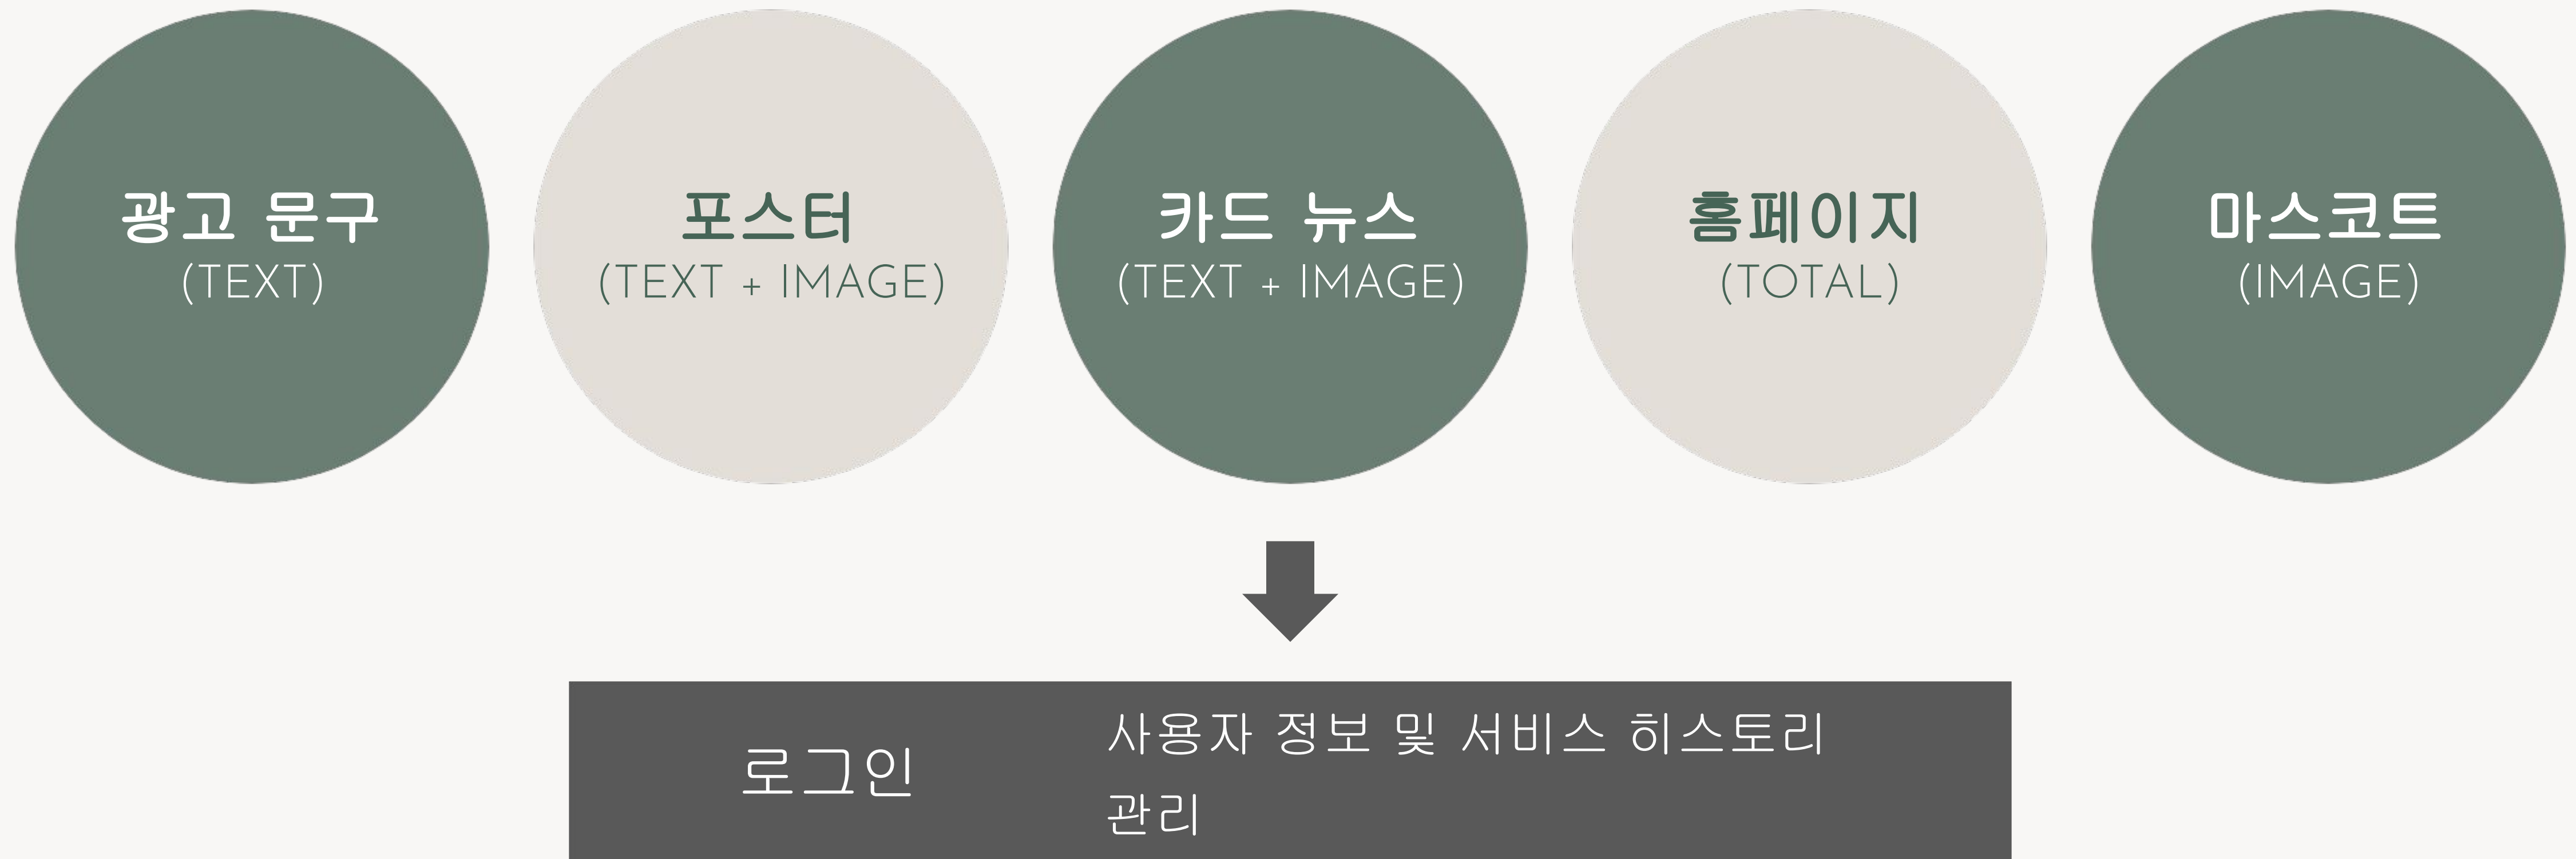 광고 문구
(TEXT)
포스터
(TEXT + IMAGE)
카드 뉴스
(TEXT + IMAGE)
홈페이지
(TOTAL)
마스코트
(IMAGE)
로그인
사용자 정보 및 서비스 히스토리
관리